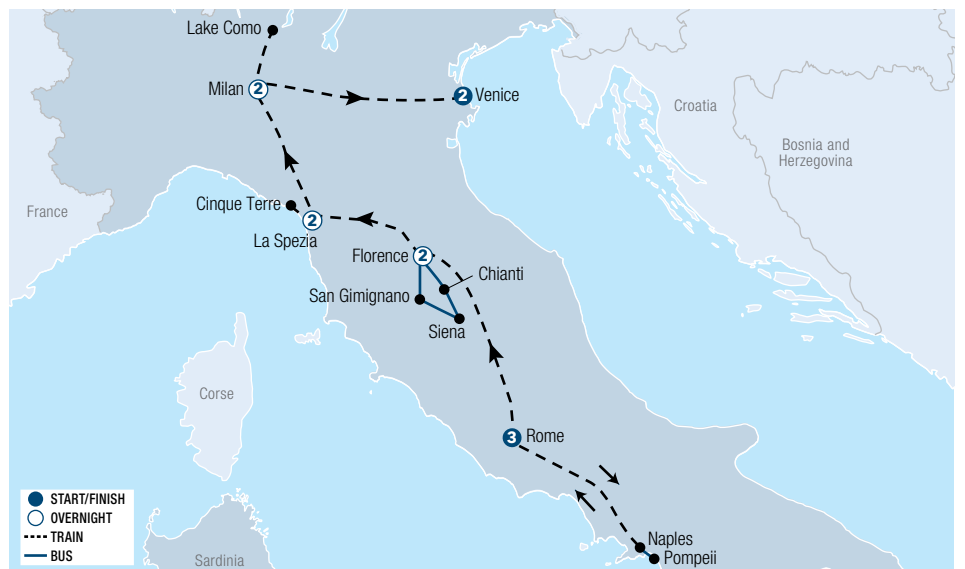 Lake Como
Milan
2
2
Venice
Croatia
Bosnia and
Herzegovina
France
Cinque Terre
2
La Spezia
Florence
2
Chianti
San Gimignano
Siena
Corse
3
Rome
Naples
Pompeii
Sardinia
START/FINISH
OVERNIGHT
TRAIN
BUS